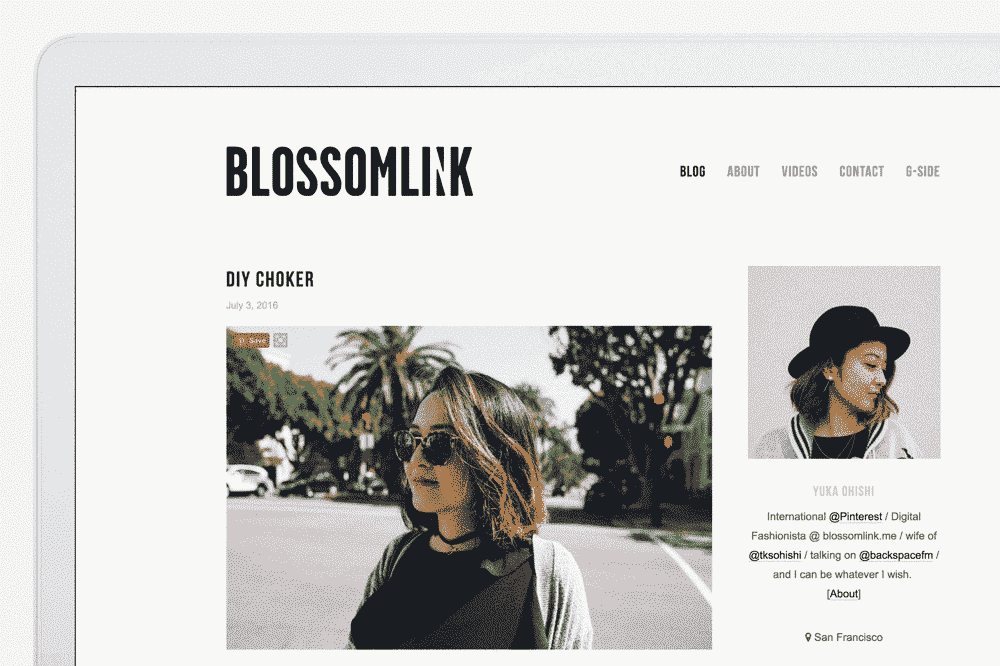 BLOSSOMLINK
BLOG ABOUT VIDEOS CONTACT G-SIDE
DIY CHOKER
July 3, 2016
Save
YUKA OHISHI
International @Pinterest / Digital
Fashionista @ blossomlink.me / wife of
@tksohishi / talking on @backspacefm /
and I can be whatever I wish.
[About]
San Francisco